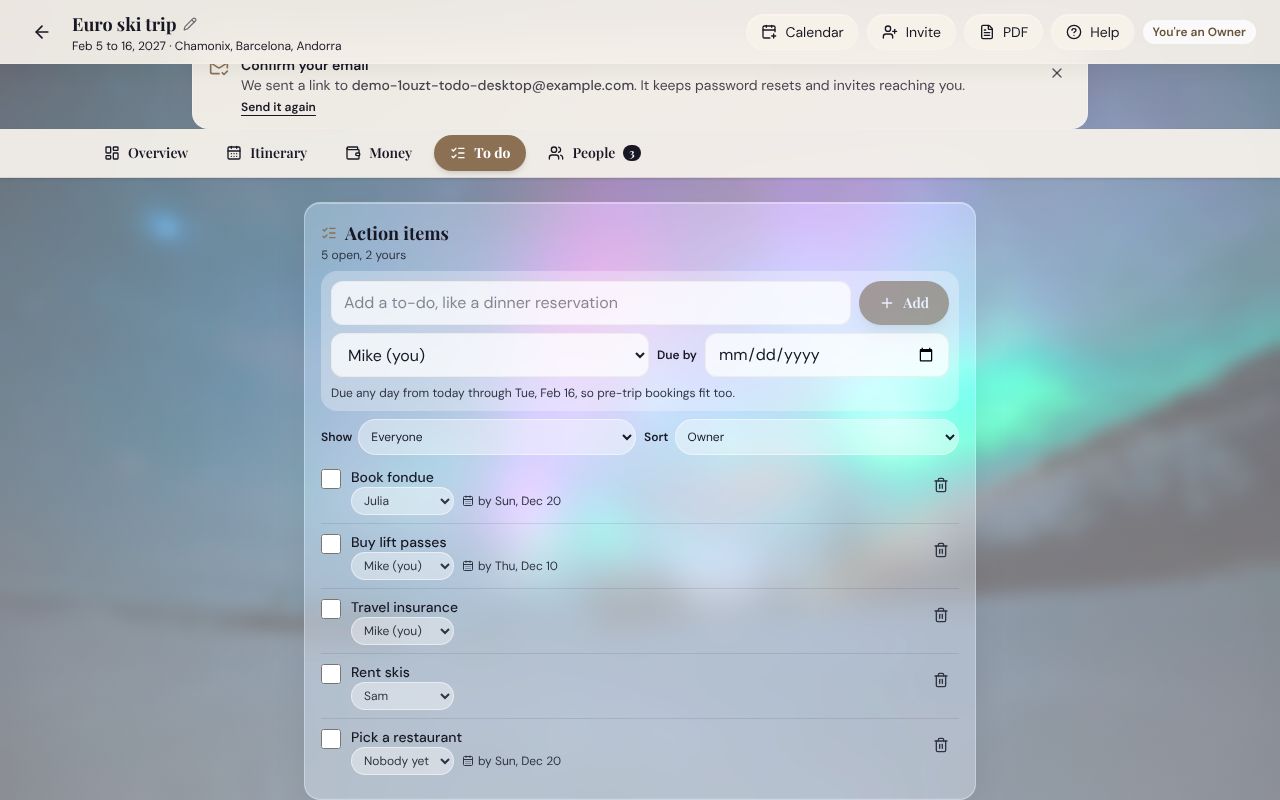 Euro ski trip
Feb 5 to 16, 2027 · Chamonix, Barcelona, Andorra
Calendar
Invite
PDF
Help
You're an Owner
Confirm your email
We sent a link to demo-1ouzt-todo-desktop@example.com. It keeps password resets and invites reaching you.
Send it again
Overview
Itinerary
Money
To do
People 3
Action items
5 open, 2 yours
Add a to-do, like a dinner reservation
Add
Mike (you)
Due by
mm/dd/yyyy
Due any day from today through Tue, Feb 16, so pre-trip bookings fit too.
Show
Everyone
Sort
Owner
Book fondue
Julia
by Sun, Dec 20
Buy lift passes
Mike (you)
by Thu, Dec 10
Travel insurance
Mike (you)
Rent skis
Sam
Pick a restaurant
Nobody yet
by Sun, Dec 20